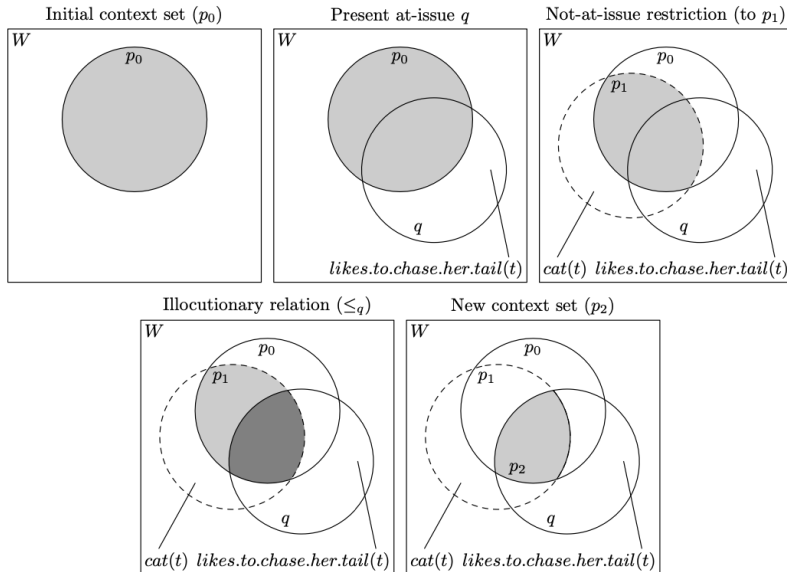 Initial context set (p₀)
W
p₀
Present at-issue q
W
p₀
q
likes.to.chase.her.tail(t)
Not-at-issue restriction (to p₁)
W
p₀
p₁
q
cat(t) likes.to.chase.her.tail(t)
Illocutionary relation (≤q)
W
p₀
p₁
q
cat(t) likes.to.chase.her.tail(t)
New context set (p₂)
W
p₀
p₁
p₂
q
cat(t) likes.to.chase.her.tail(t)